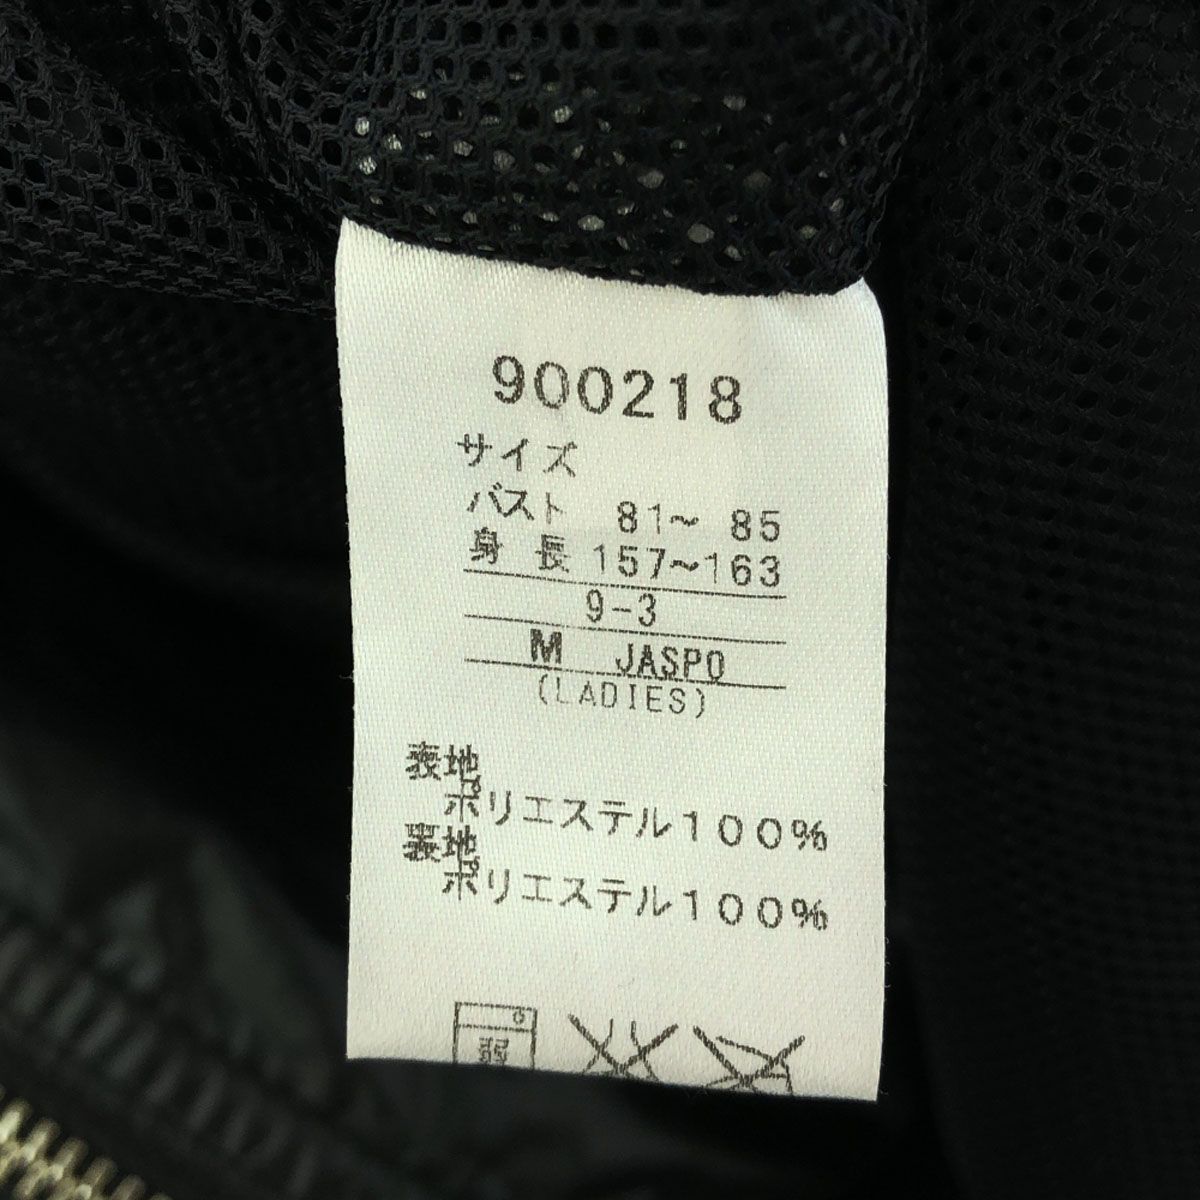 900218
サイズ
バスト 81～ 85
身 長 157～163
9-3
M JASPO
(LADIES)
表地
ポリエステル100%
裏地
ポリエステル100%
弱